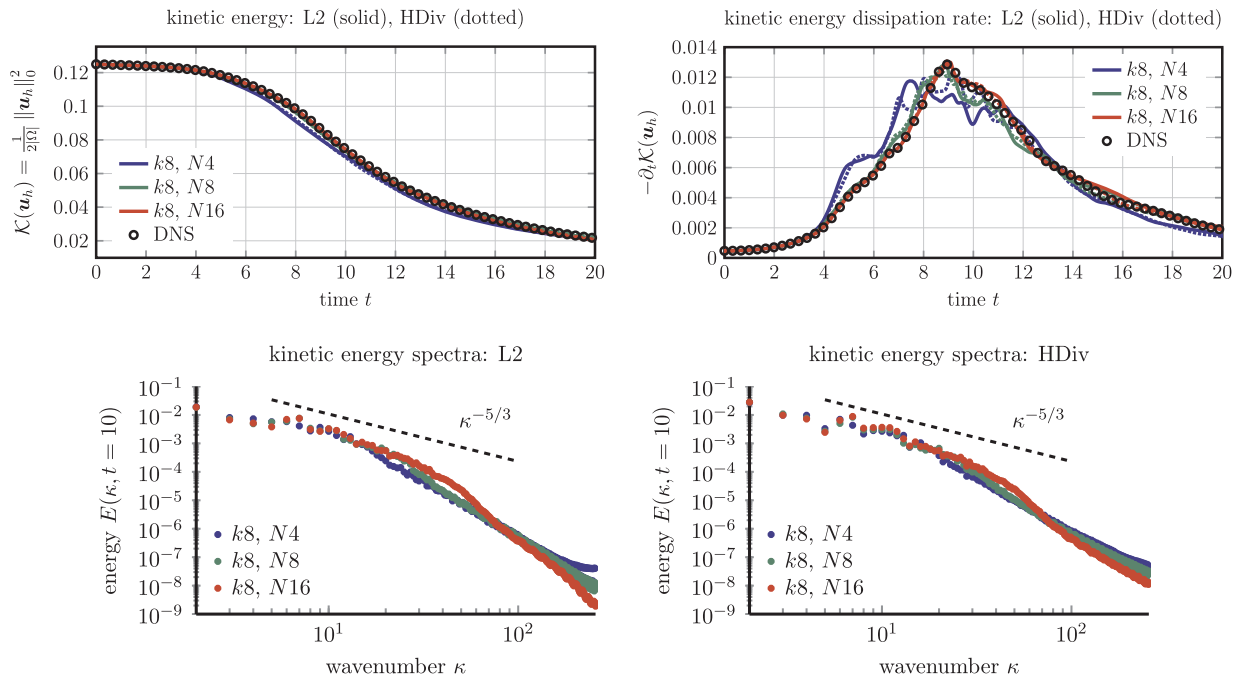 kinetic energy: L2 (solid), HDiv (dotted)
𝒦(𝒖ₕ) = 1/(2|Ω|) ‖𝒖ₕ‖₀²
0.12
0.1
0.08
0.06
0.04
0.02
k8, N4
k8, N8
k8, N16
DNS
0 2 4 6 8 10 12 14 16 18 20
time t
kinetic energy dissipation rate: L2 (solid), HDiv (dotted)
−∂ₜ𝒦(𝒖ₕ)
0.014
0.012
0.01
0.008
0.006
0.004
0.002
0
k8, N4
k8, N8
k8, N16
DNS
0 2 4 6 8 10 12 14 16 18 20
time t
kinetic energy spectra: L2
energy E(κ, t = 10)
10⁻¹
10⁻²
10⁻³
10⁻⁴
10⁻⁵
10⁻⁶
10⁻⁷
10⁻⁸
10⁻⁹
κ⁻⁵/³
k8, N4
k8, N8
k8, N16
10¹ 10²
wavenumber κ
kinetic energy spectra: HDiv
energy E(κ, t = 10)
10⁻¹
10⁻²
10⁻³
10⁻⁴
10⁻⁵
10⁻⁶
10⁻⁷
10⁻⁸
10⁻⁹
κ⁻⁵/³
k8, N4
k8, N8
k8, N16
10¹ 10²
wavenumber κ